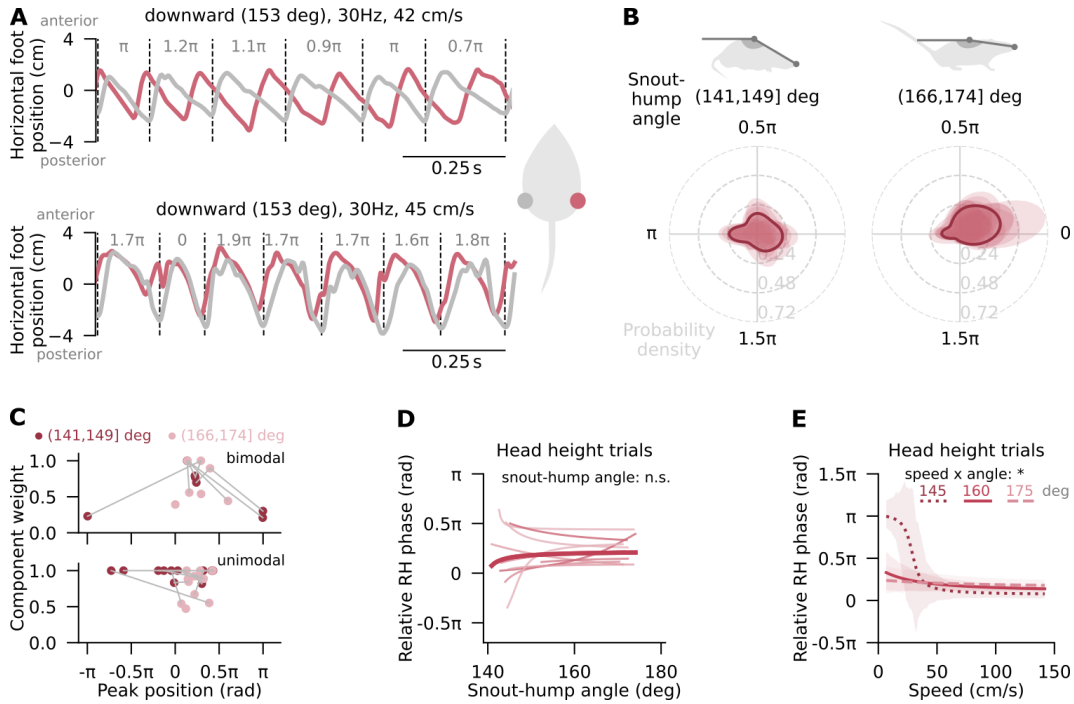 A
downward (153 deg), 30Hz, 42 cm/s
anterior
4
0
−4
posterior
Horizontal foot
position (cm)
π 1.2π 1.1π 0.9π π 0.7π
0.25 s
downward (153 deg), 30Hz, 45 cm/s
anterior
4
0
−4
posterior
Horizontal foot
position (cm)
1.7π 0 1.9π 1.7π 1.7π 1.6π 1.8π
0.25 s
B
Snout-
hump
angle
(141,149] deg
(166,174] deg
0.5π
0.5π
π
0
0.24
0.48
0.72
0.24
0.48
0.72
Probability
density
1.5π
1.5π
C
(141,149] deg
(166,174] deg
bimodal
1.0
0.5
0.0
unimodal
1.0
0.5
0.0
Component weight
-π -0.5π 0 0.5π π
Peak position (rad)
D
Head height trials
snout-hump angle: n.s.
Relative RH phase (rad)
π
0.5π
0
-0.5π
140 160 180
Snout-hump angle (deg)
E
Head height trials
speed x angle: *
145 160 175 deg
Relative RH phase (rad)
1.5π
π
0.5π
0
-0.5π
0 50 100 150
Speed (cm/s)